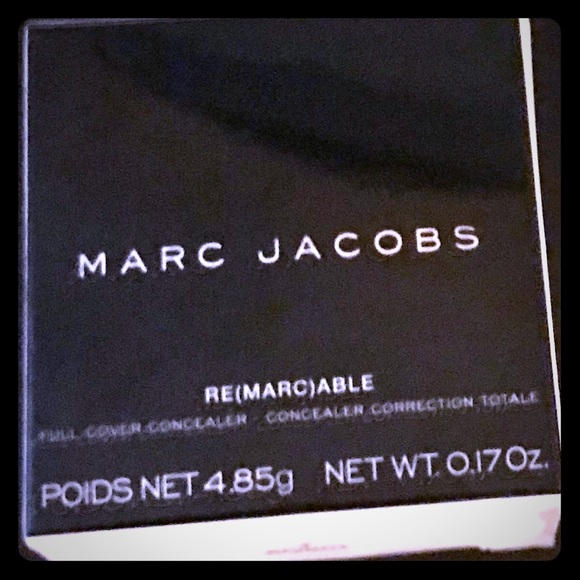 MARC JACOBS
RE(MARC)ABLE
FULL COVER CONCEALER - CONCEALER CORRECTION TOTALE
POIDS NET 4.85g NET WT. 0.17 Oz.